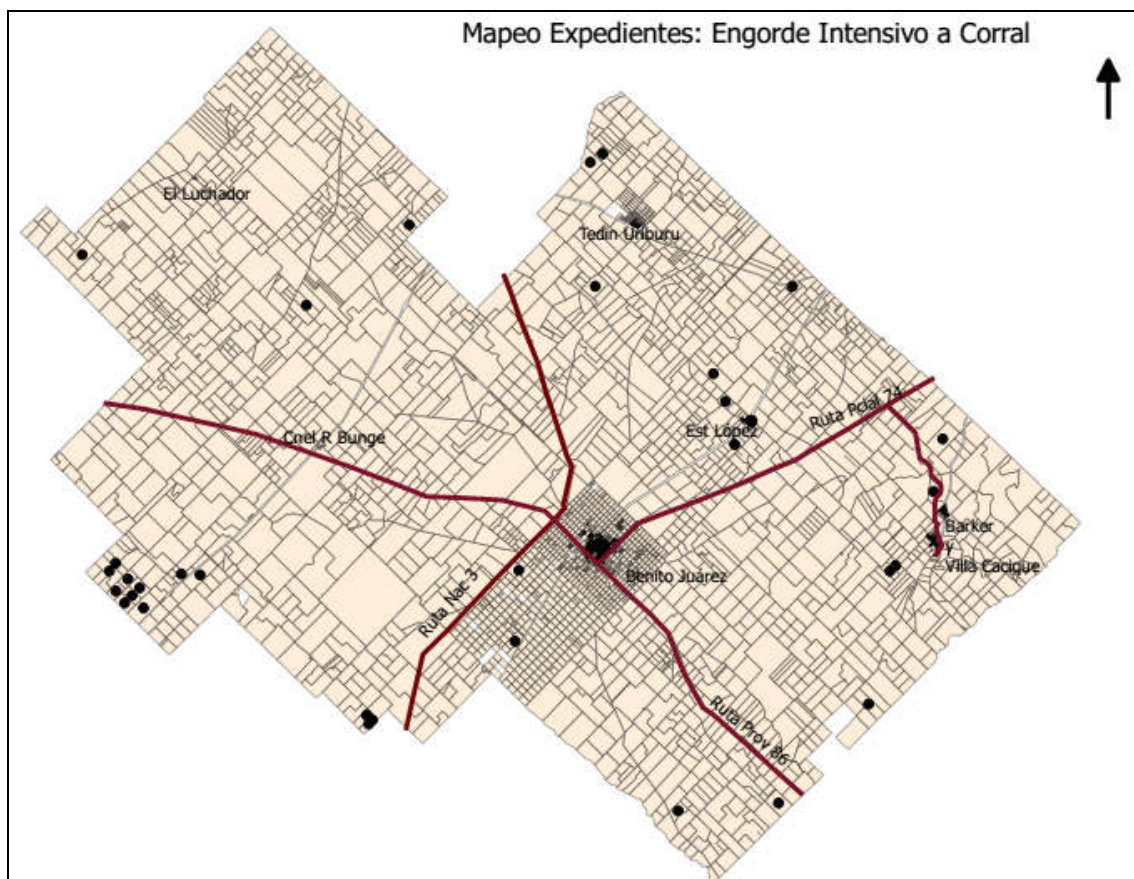 Mapeo Expedientes: Engorde Intensivo a Corral
El Luchador
Tedin Uriburu
Ruta Pcial 74
Est López
Cnel R Bunge
Barker
y
Villa Cacique
Benito Juárez
Ruta Nac 3
Ruta Prov 86